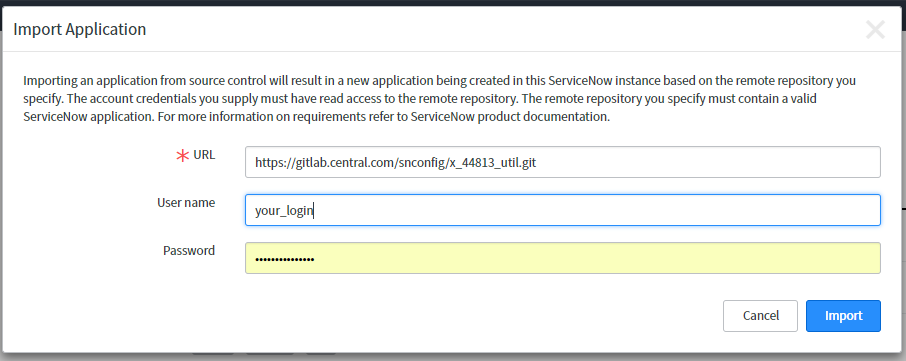 Import Application
Importing an application from source control will result in a new application being created in this ServiceNow instance based on the remote repository you
specify. The account credentials you supply must have read access to the remote repository. The remote repository you specify must contain a valid
ServiceNow application. For more information on requirements refer to ServiceNow product documentation.
URL https://gitlab.central.com/snconfig/x_44813_util.git
User name your_login
Password •••••••••••••••
Cancel Import